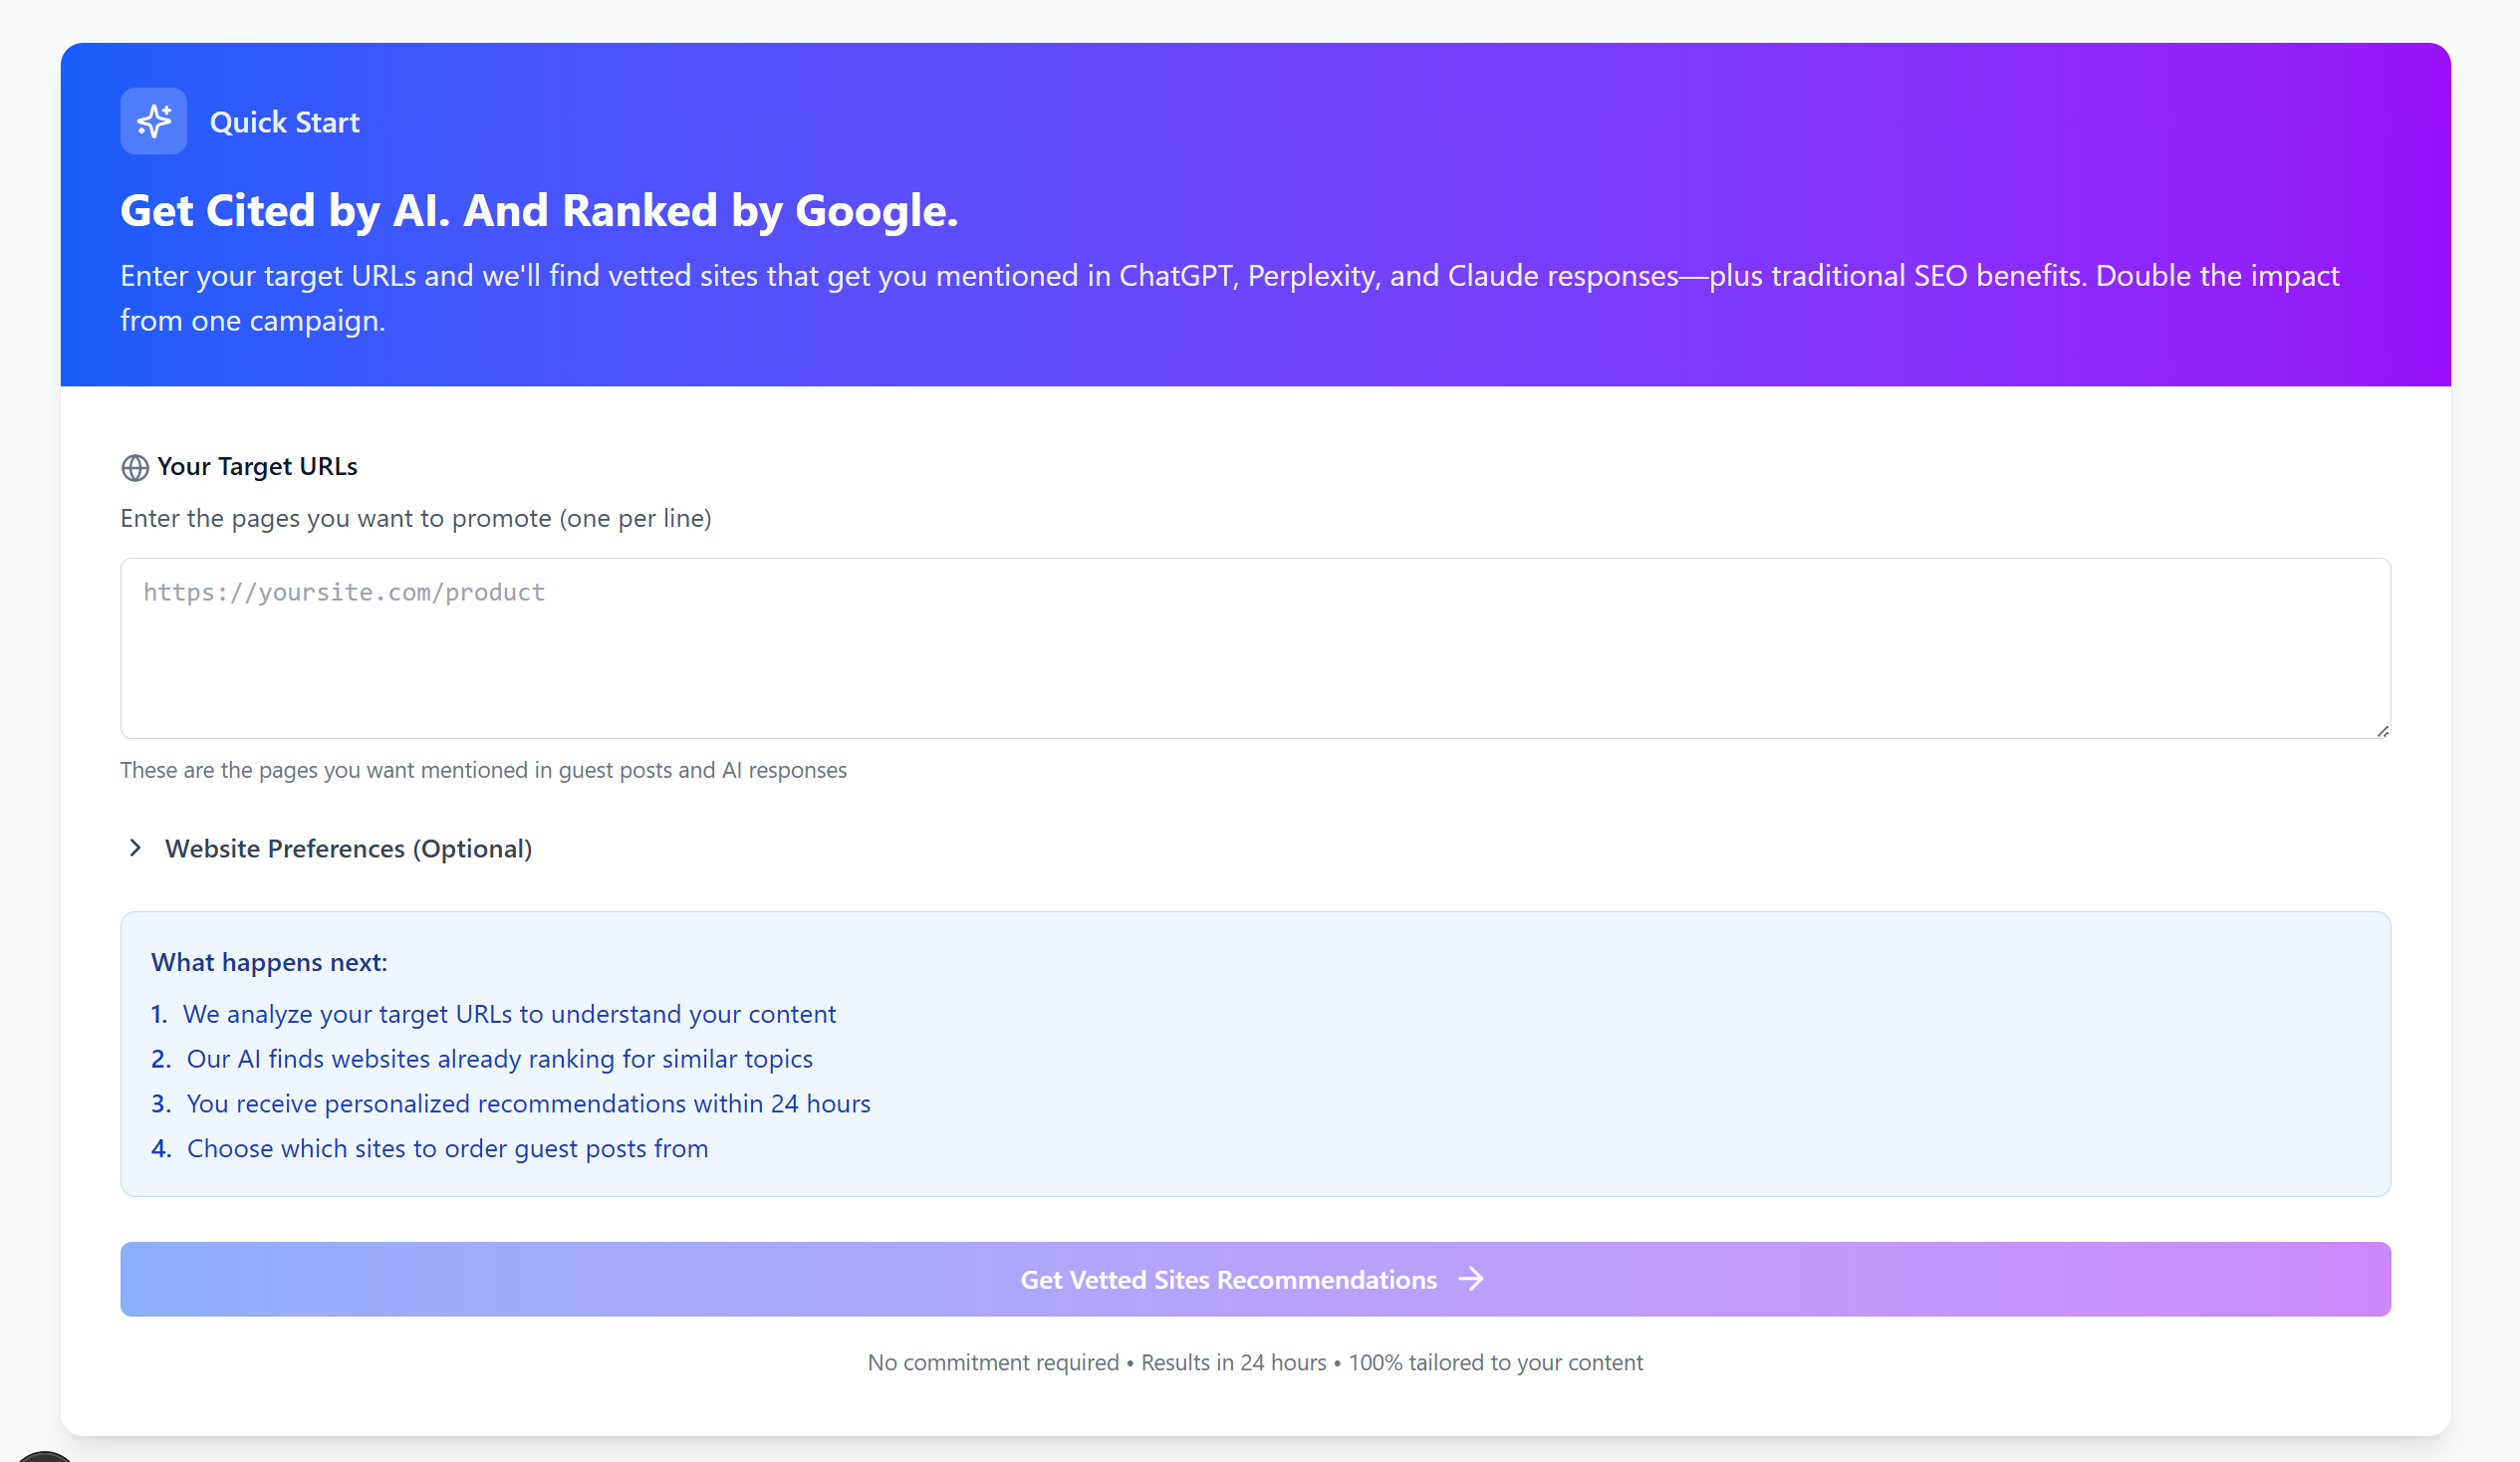 Quick Start
Get Cited by AI. And Ranked by Google.
Enter your target URLs and we'll find vetted sites that get you mentioned in ChatGPT, Perplexity, and Claude responses—plus traditional SEO benefits. Double the impact
from one campaign.
Your Target URLs
Enter the pages you want to promote (one per line)
https://yoursite.com/product
These are the pages you want mentioned in guest posts and AI responses
Website Preferences (Optional)
What happens next:
1. We analyze your target URLs to understand your content
2. Our AI finds websites already ranking for similar topics
3. You receive personalized recommendations within 24 hours
4. Choose which sites to order guest posts from
Get Vetted Sites Recommendations
No commitment required • Results in 24 hours • 100% tailored to your content